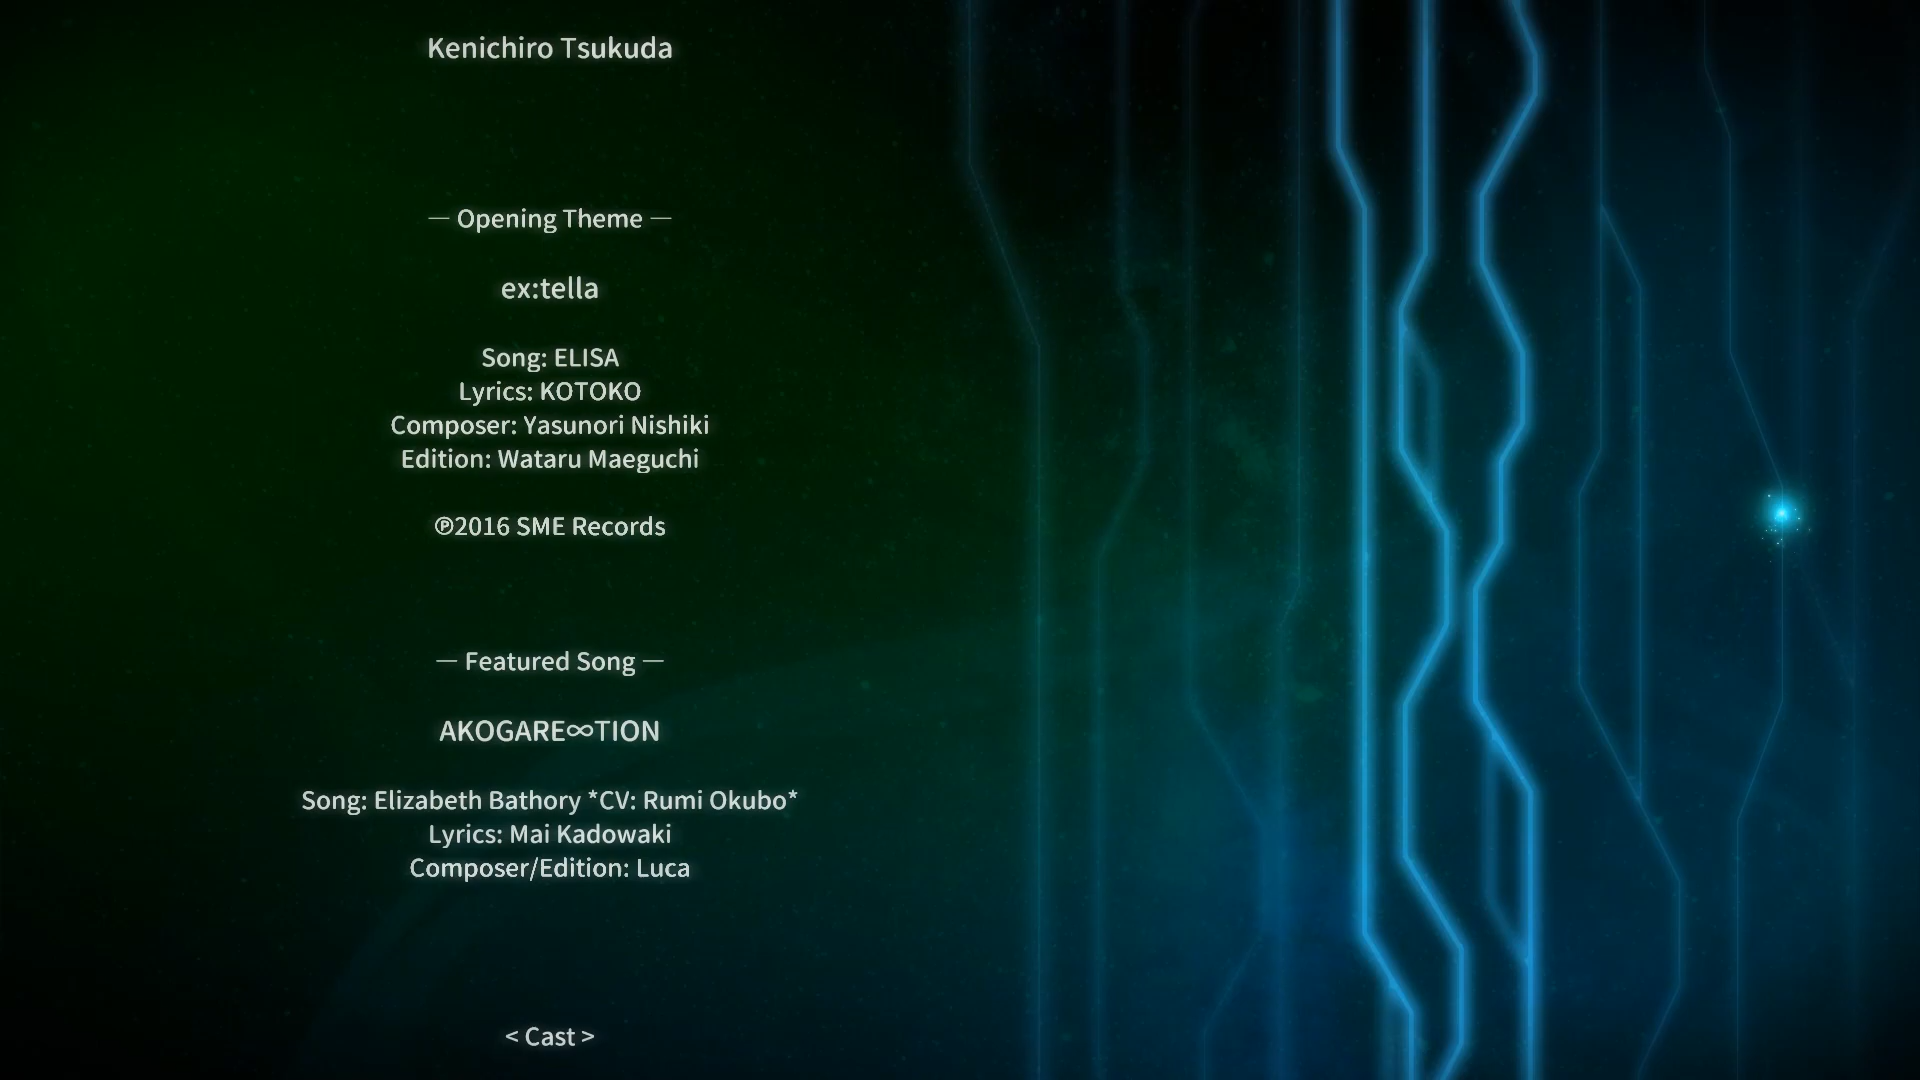 Kenichiro Tsukuda
— Opening Theme —
ex:tella
Song: ELISA
Lyrics: KOTOKO
Composer: Yasunori Nishiki
Edition: Wataru Maeguchi
℗2016 SME Records
— Featured Song —
AKOGARE∞TION
Song: Elizabeth Bathory *CV: Rumi Okubo*
Lyrics: Mai Kadowaki
Composer/Edition: Luca
< Cast >